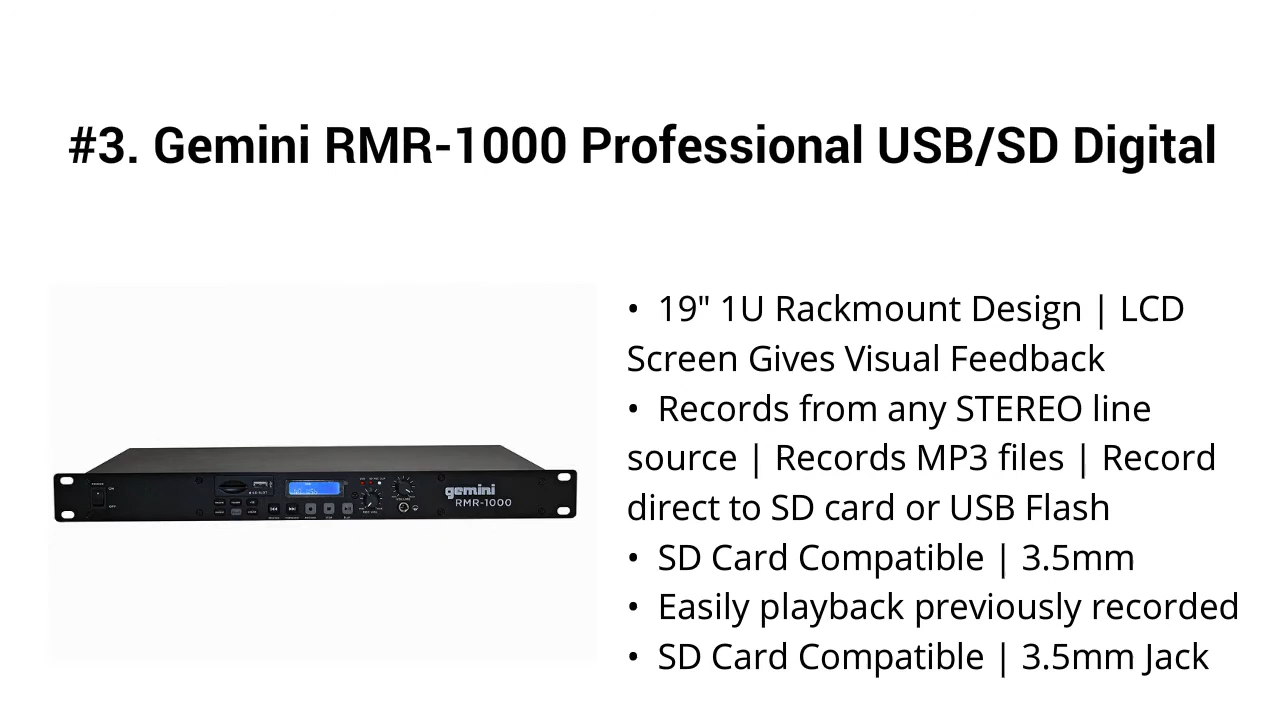 #3. Gemini RMR-1000 Professional USB/SD Digital
• 19" 1U Rackmount Design | LCD
Screen Gives Visual Feedback
• Records from any STEREO line
source | Records MP3 files | Record
direct to SD card or USB Flash
• SD Card Compatible | 3.5mm
• Easily playback previously recorded
• SD Card Compatible | 3.5mm Jack
gemini
RMR-1000
ON
OFF